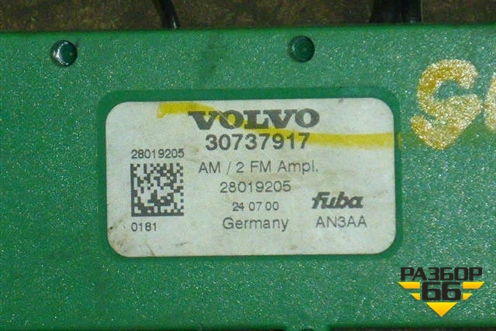 VOLVO
30737917
28019205
AM / 2 FM Ampl.
28019205
24 07 00
fuba
0181
Germany
AN3AA
РАЗБОР
66